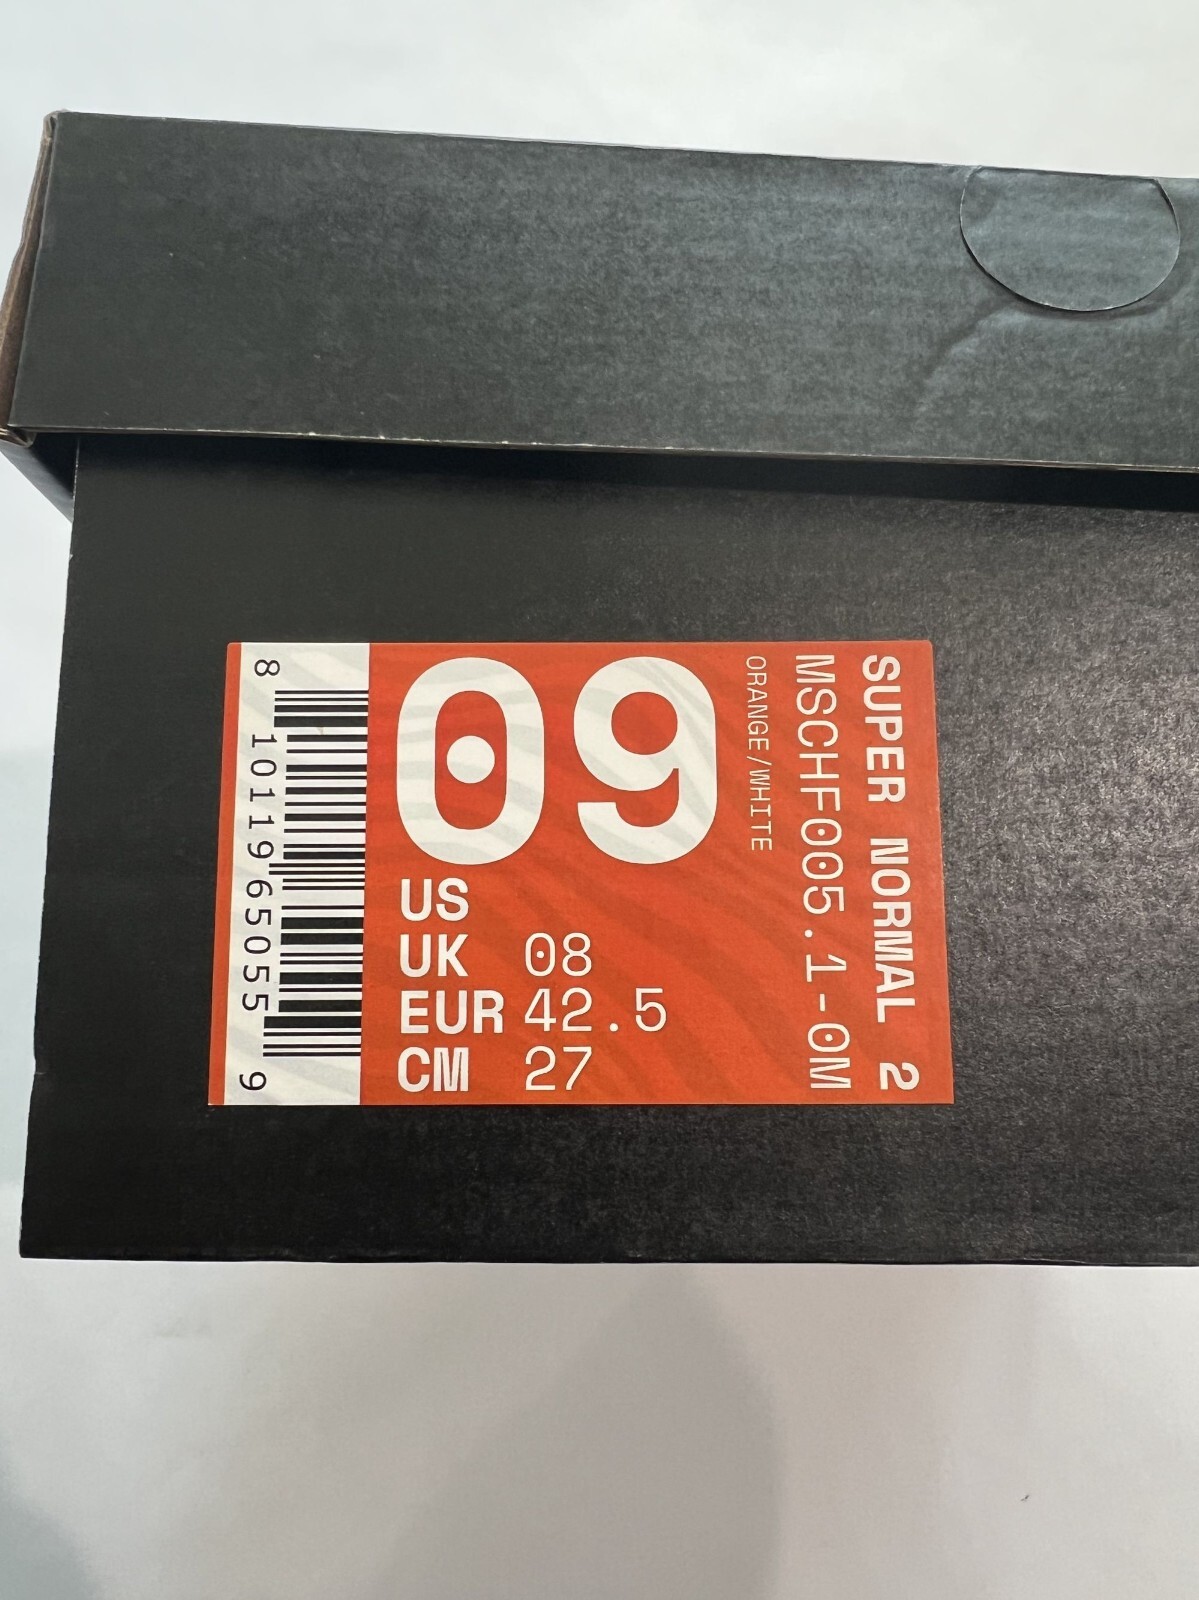 SUPER NORMAL 2
MSCHF005.1-0M
ORANGE/WHITE
09
US
UK 08
EUR 42.5
CM 27
8 10119 65055 9